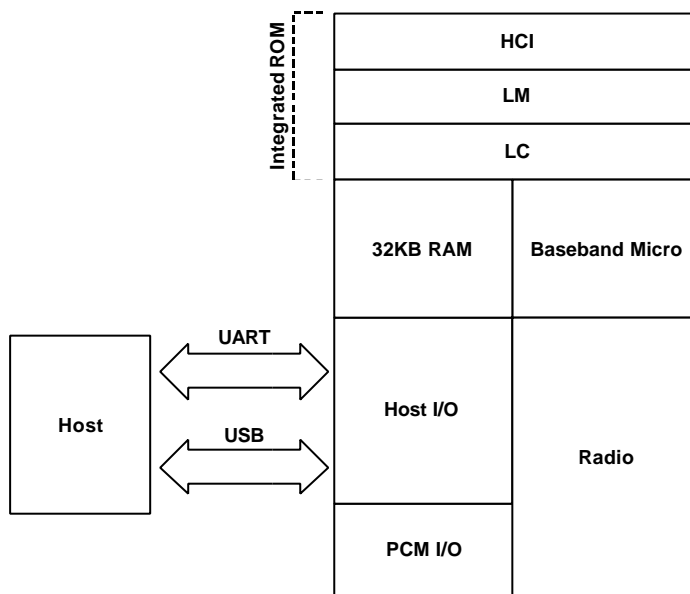 HCI
Integrated ROM
LM
LC
32KB RAM
Baseband Micro
UART
Host I/O
Host
USB
Radio
PCM I/O